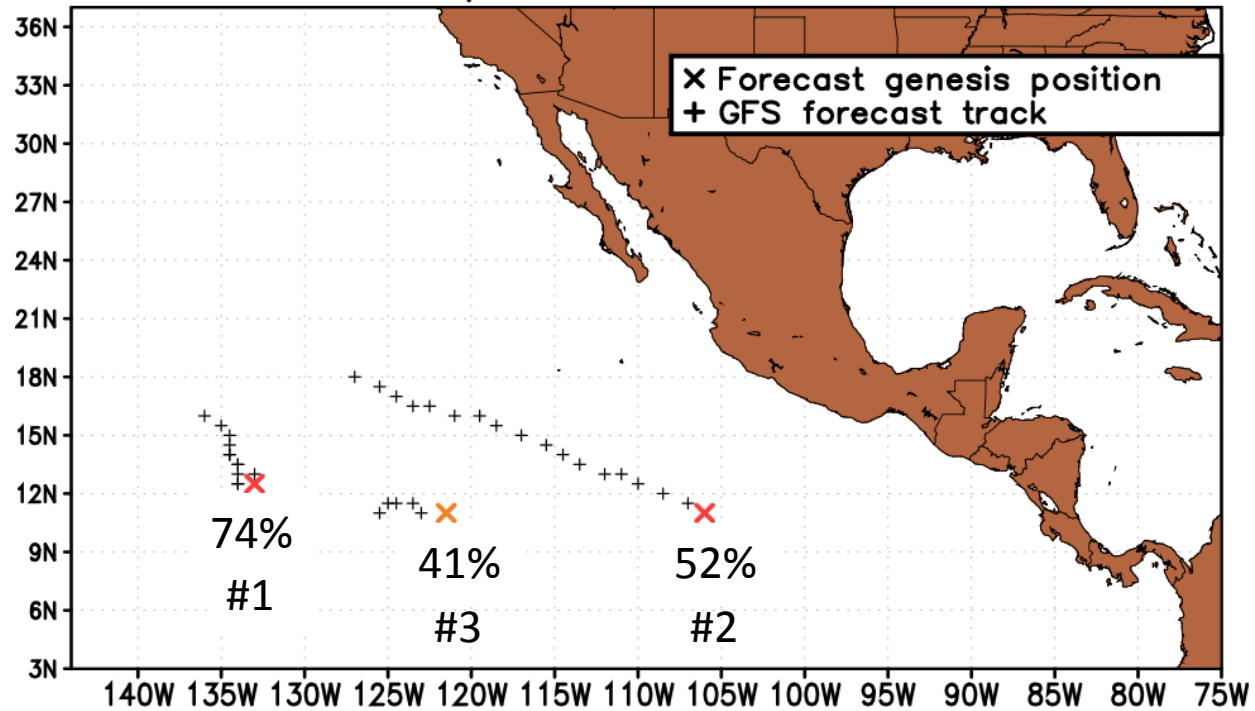 36N
33N
30N
27N
24N
21N
18N
15N
12N
9N
6N
3N
× Forecast genesis position
+ GFS forecast track
74%
#1
41%
#3
52%
#2
140W 135W 130W 125W 120W 115W 110W 105W 100W 95W 90W 85W 80W 75W